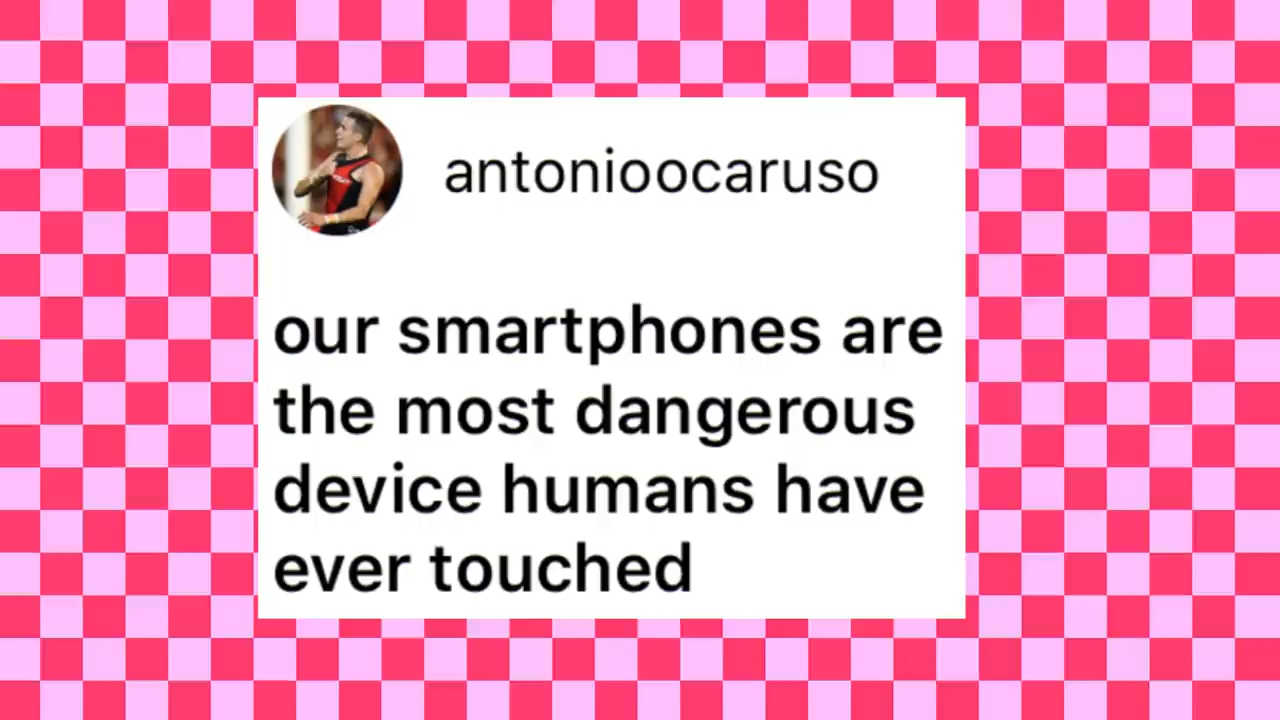 antonioocaruso
our smartphones are
the most dangerous
device humans have
ever touched